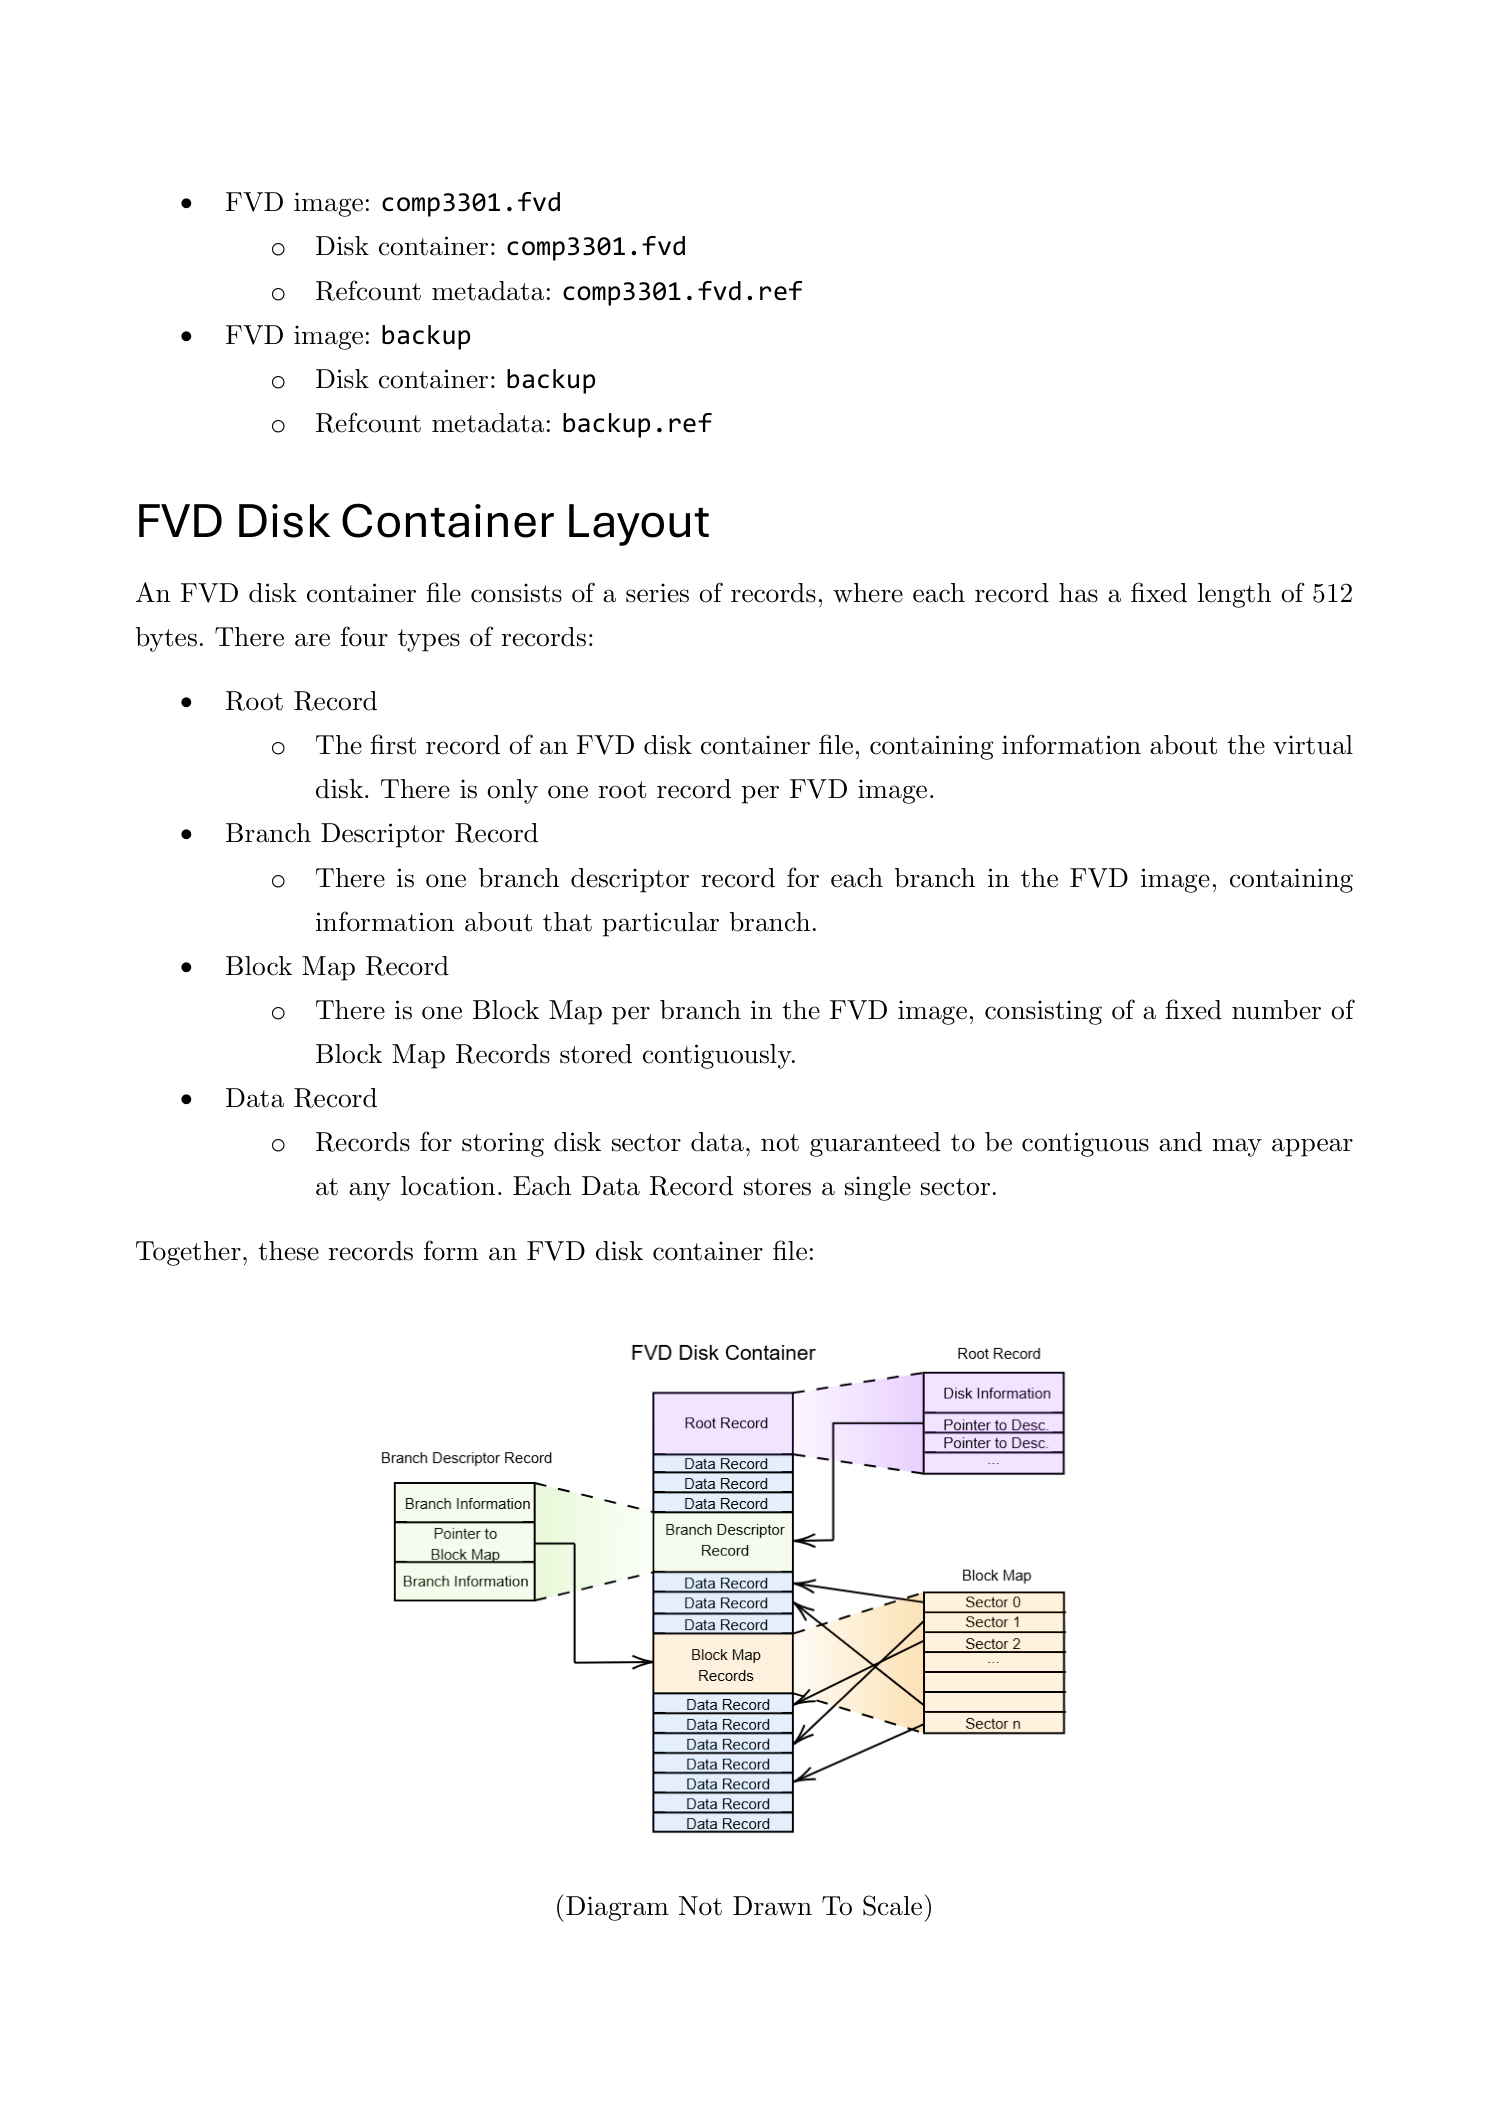 • FVD image: comp3301.fvd
○ Disk container: comp3301.fvd
○ Refcount metadata: comp3301.fvd.ref
• FVD image: backup
○ Disk container: backup
○ Refcount metadata: backup.ref
FVD Disk Container Layout
An FVD disk container file consists of a series of records, where each record has a fixed length of 512
bytes. There are four types of records:
• Root Record
○ The first record of an FVD disk container file, containing information about the virtual
disk. There is only one root record per FVD image.
• Branch Descriptor Record
○ There is one branch descriptor record for each branch in the FVD image, containing
information about that particular branch.
• Block Map Record
○ There is one Block Map per branch in the FVD image, consisting of a fixed number of
Block Map Records stored contiguously.
• Data Record
○ Records for storing disk sector data, not guaranteed to be contiguous and may appear
at any location. Each Data Record stores a single sector.
Together, these records form an FVD disk container file:
Branch Descriptor Record
Branch Information
Pointer to
Block Map
Branch Information
FVD Disk Container
Root Record
Data Record
Data Record
Data Record
Branch Descriptor
Record
Data Record
Data Record
Data Record
Block Map
Records
Data Record
Data Record
Data Record
Data Record
Data Record
Data Record
Data Record
Root Record
Disk Information
Pointer to Desc.
Pointer to Desc.
...
Block Map
Sector 0
Sector 1
Sector 2
...
Sector n
(Diagram Not Drawn To Scale)